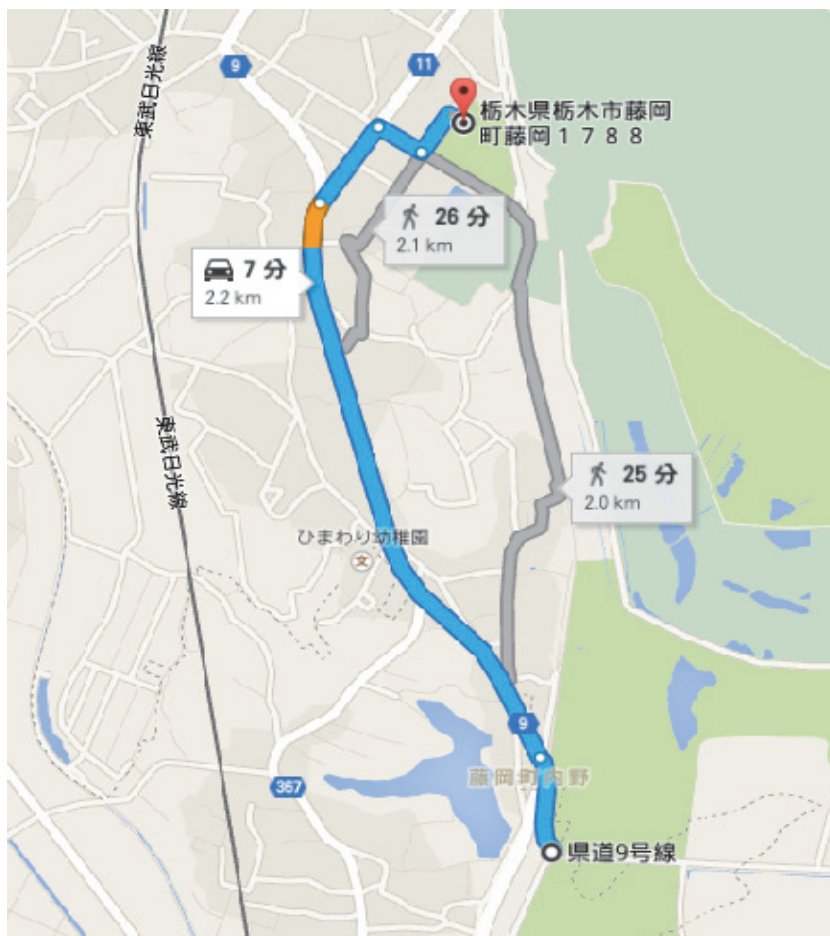 東武日光線
9
11
栃木県栃木市藤岡
町藤岡１７８８
26 分
2.1 km
7 分
2.2 km
東武日光線
25 分
2.0 km
ひまわり幼稚園
文
9
藤岡町内野
367
県道9号線